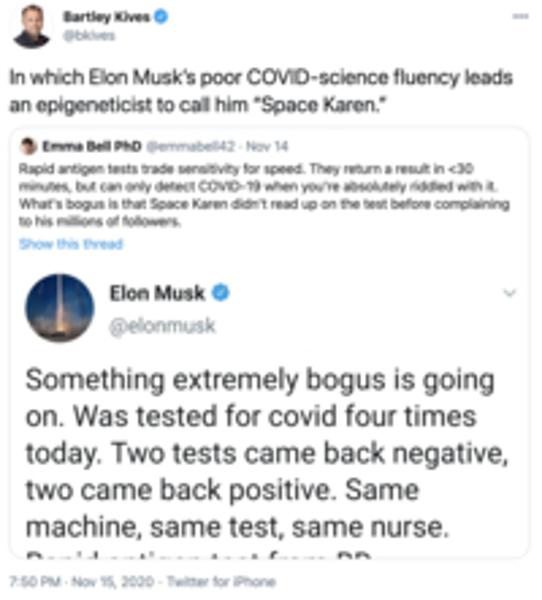 Bartley Kives
@bkives
In which Elon Musk's poor COVID-science fluency leads
an epigeneticist to call him "Space Karen."
Emma Bell PhD @emmabell42 · Nov 14
Rapid antigen tests trade sensitivity for speed. They return a result in <30
minutes, but can only detect COVID-19 when you're absolutely riddled with it.
What's bogus is that Space Karen didn't read up on the test before complaining
to his millions of followers.
Show this thread
Elon Musk
@elonmusk
Something extremely bogus is going
on. Was tested for covid four times
today. Two tests came back negative,
two came back positive. Same
machine, same test, same nurse.
Rapid antigen test from BD.
7:50 PM · Nov 15, 2020 · Twitter for iPhone